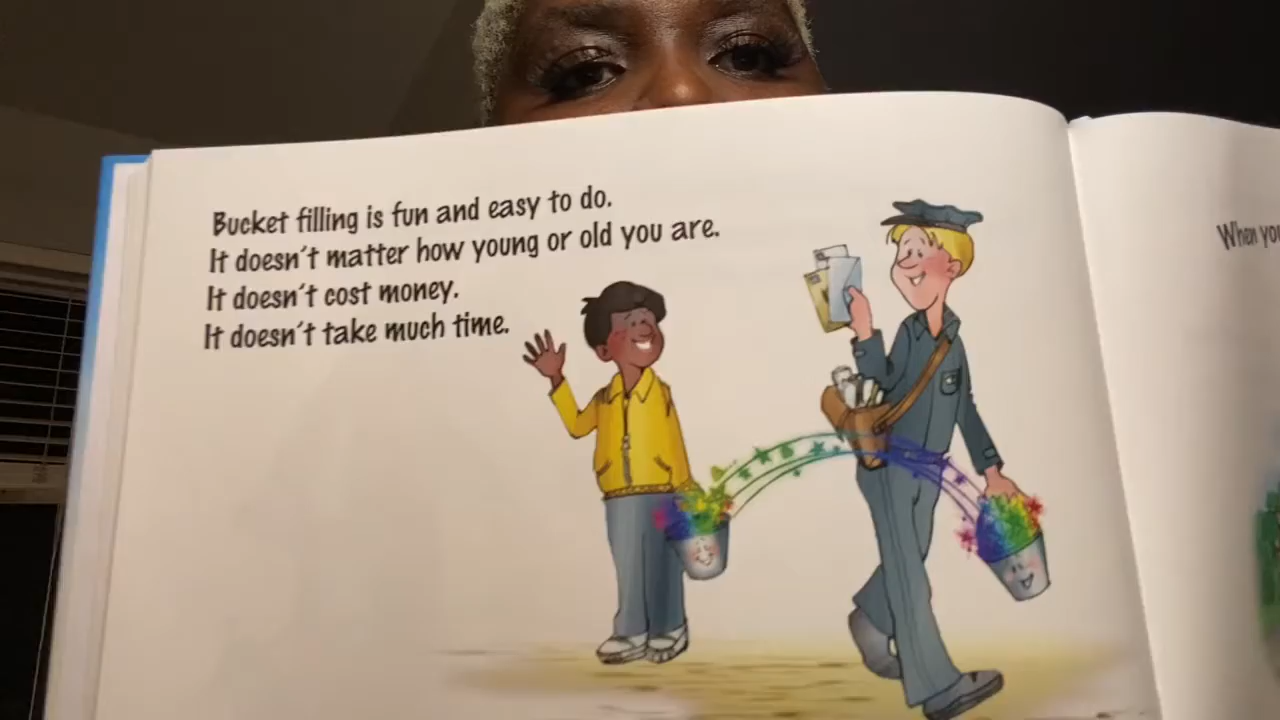 Bucket filling is fun and easy to do.
It doesn't matter how young or old you are.
It doesn't cost money.
It doesn't take much time.
When you